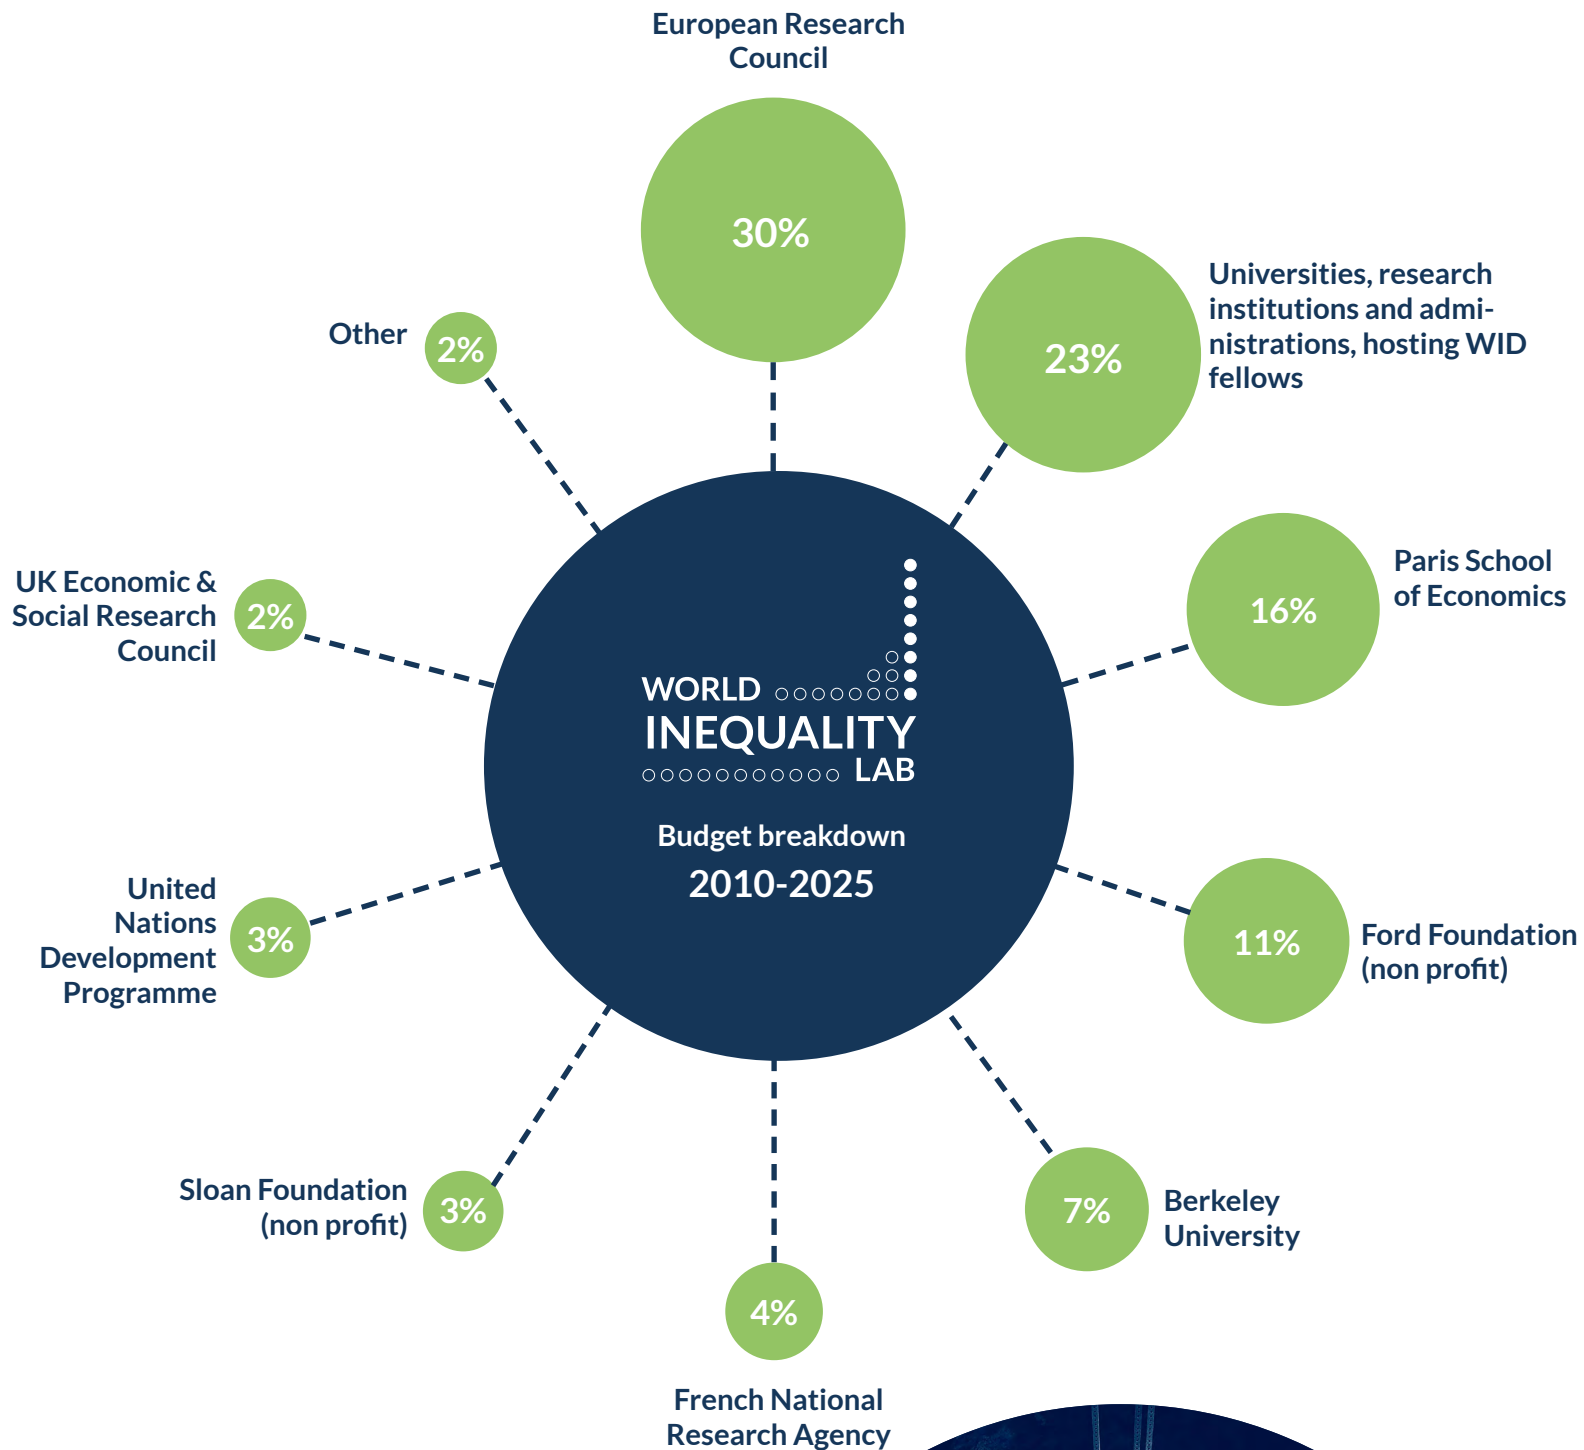 European Research
Council
30%
Universities, research
institutions and admi-
nistrations, hosting WID
fellows
23%
Paris School
of Economics
16%
Ford Foundation
(non profit)
11%
Berkeley
University
7%
French National
Research Agency
4%
Sloan Foundation
(non profit)
3%
United
Nations
Development
Programme
3%
UK Economic &
Social Research
Council
2%
Other
2%
WORLD
INEQUALITY
LAB
Budget breakdown
2010-2025